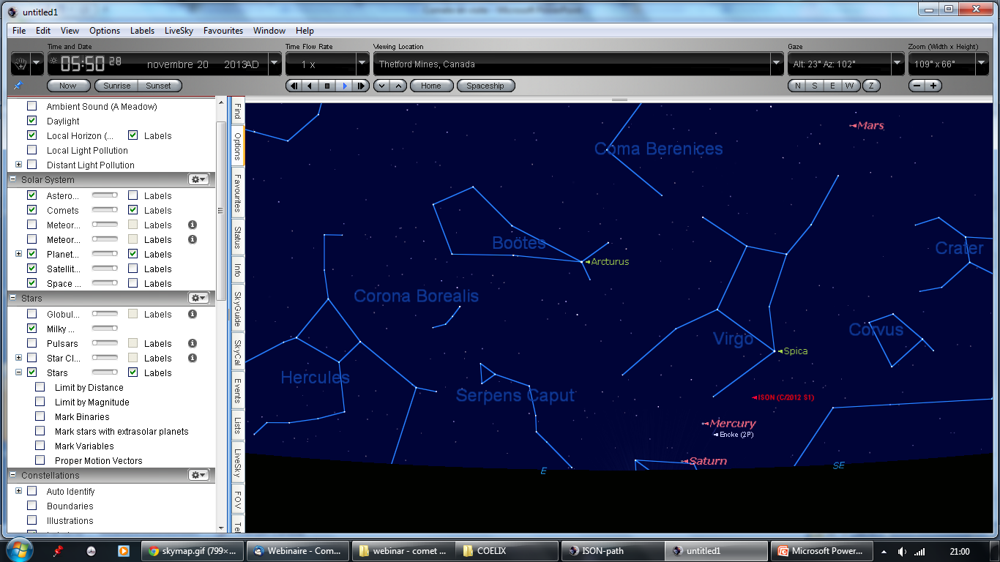 untitled1
File Edit View Options Labels LiveSky Favourites Window Help
Time and Date Time Flow Rate Viewing Location Gaze Zoom (Width x Height)
05:50 28 novembre 20 2013AD 1 x Thetford Mines, Canada Alt: 23° Az: 102° 109° x 66°
Now Sunrise Sunset Home Spaceship N S E W Z
Ambient Sound (A Meadow)
Daylight
Local Horizon (... Labels
Local Light Pollution
Distant Light Pollution
Solar System
Astero... Labels
Comets Labels
Meteor... Labels
Meteor... Labels
Planet... Labels
Satellit... Labels
Space ... Labels
Stars
Globul... Labels
Milky ...
Pulsars Labels
Star Cl... Labels
Stars Labels
Limit by Distance
Limit by Magnitude
Mark Binaries
Mark stars with extrasolar planets
Mark Variables
Proper Motion Vectors
Constellations
Auto Identify
Boundaries
Illustrations
Find
Options
Favourites
Status
Info
SkyGuide
SkyCal
Events
Lists
LiveSky
FOV
Te
Mars
Coma Berenices
Boötes
Crater
Arcturus
Corona Borealis
Corvus
Virgo
Spica
Hercules
Serpens Caput
ISON (C/2012 S1)
Mercury
Encke (2P)
Saturn
E
SE
skymap.gif (799×... Webinaire - Com... webinar - comet ... COELIX ISON-path untitled1 Microsoft Power... 21:00